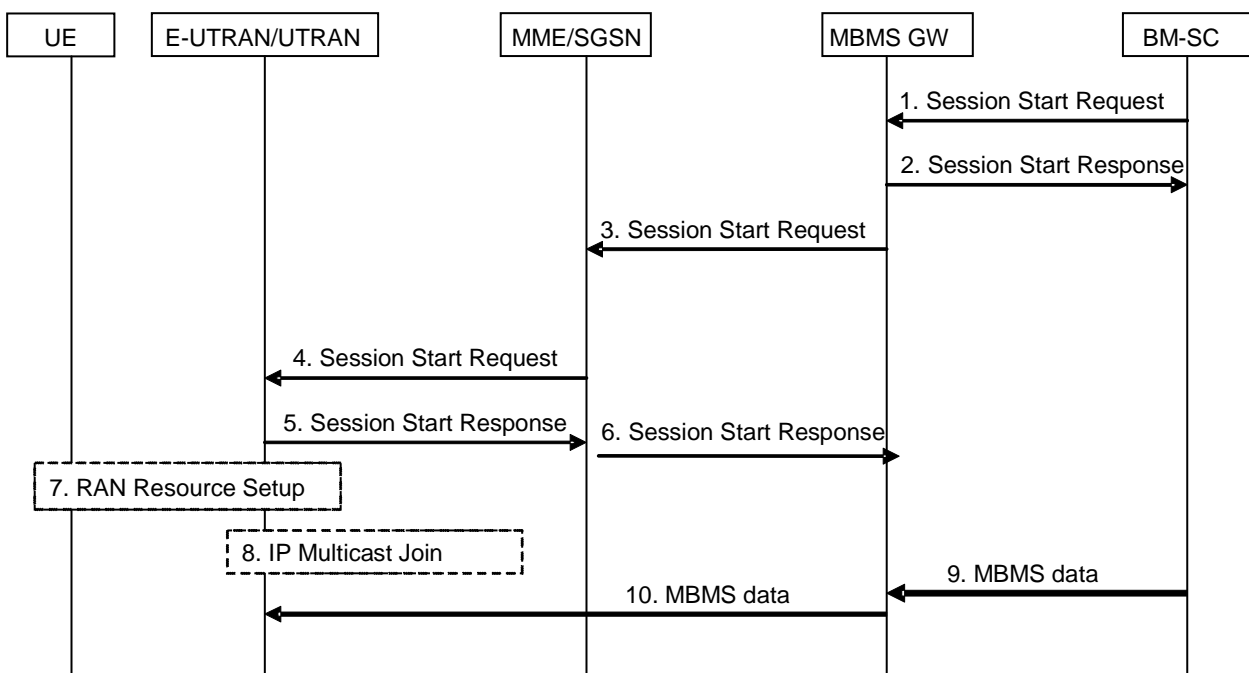 UE
E-UTRAN/UTRAN
MME/SGSN
MBMS GW
BM-SC
1. Session Start Request
2. Session Start Response
3. Session Start Request
4. Session Start Request
5. Session Start Response
6. Session Start Response
7. RAN Resource Setup
8. IP Multicast Join
9. MBMS data
10. MBMS data